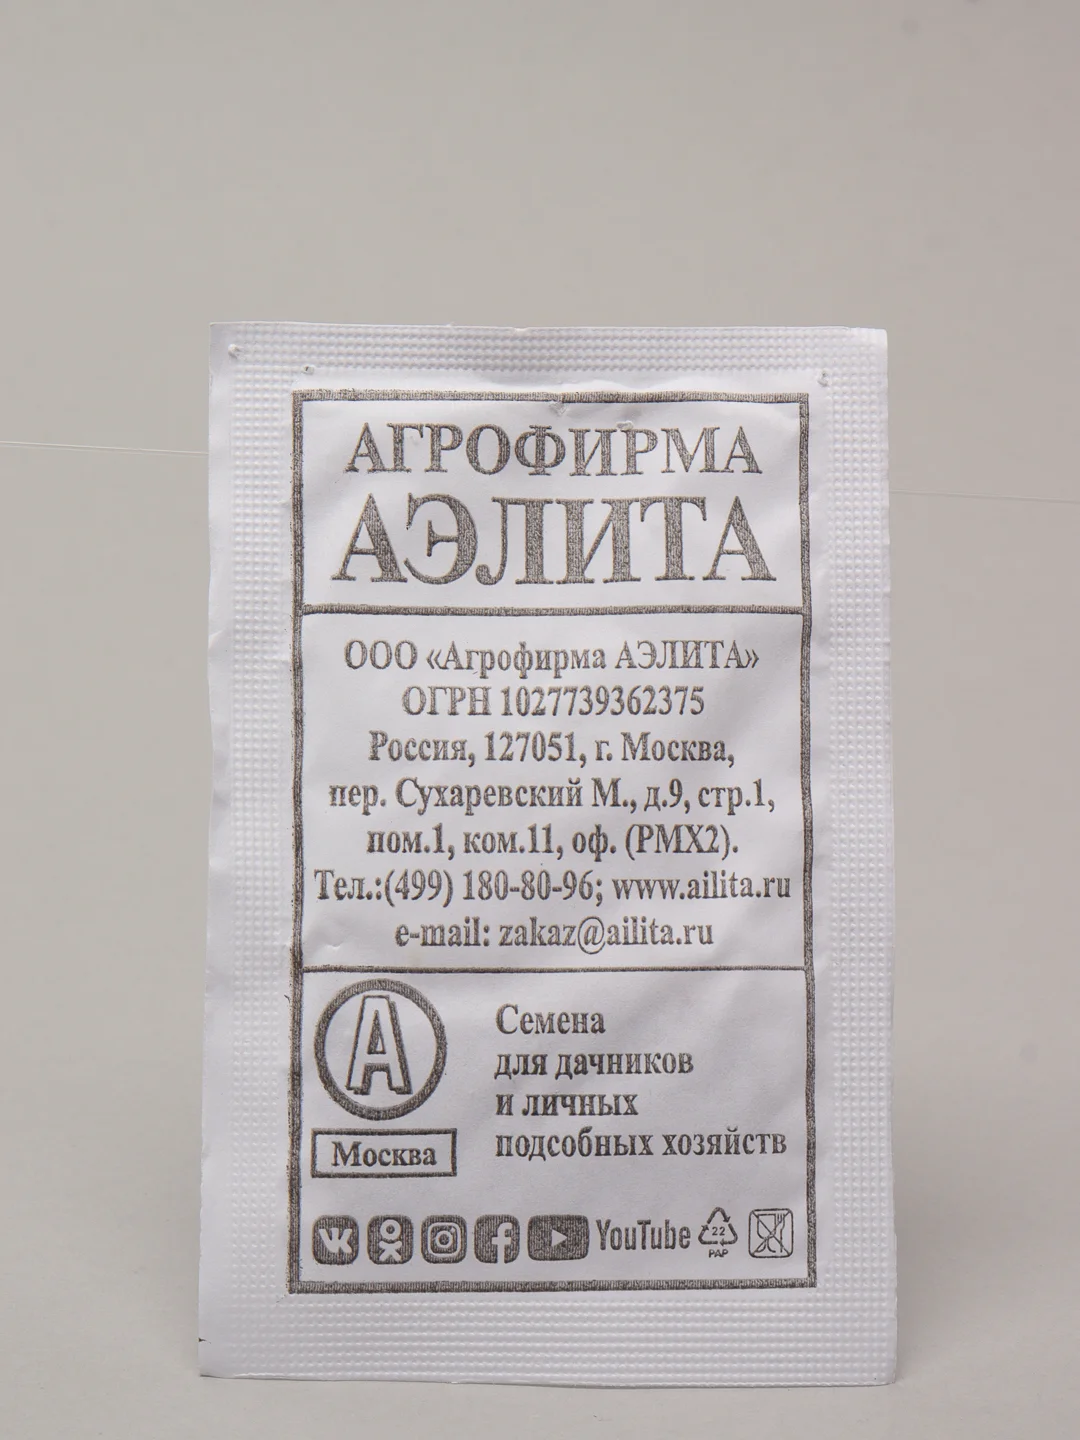 АГРОФИРМА
АЭЛИТА
ООО «Агрофирма АЭЛИТА»
ОГРН 1027739362375
Россия, 127051, г. Москва,
пер. Сухаревский М., д.9, стр.1,
пом.1, ком.11, оф. (РМХ2).
Тел.:(499) 180-80-96; www.ailita.ru
e-mail: zakaz@ailita.ru
А
Москва
Семена
для дачников
и личных
подсобных хозяйств
YouTube
22
PAP